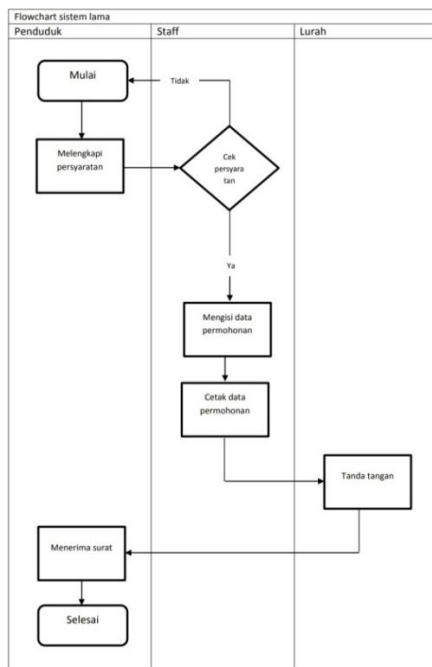 Flowchart sistem lama
Penduduk
Staff
Lurah
Mulai
Tidak
Melengkapi
persyaratan
Cek
persyara
tan
Ya
Mengisi data
permohonan
Cetak data
permohonan
Tanda tangan
Menerima surat
Selesai